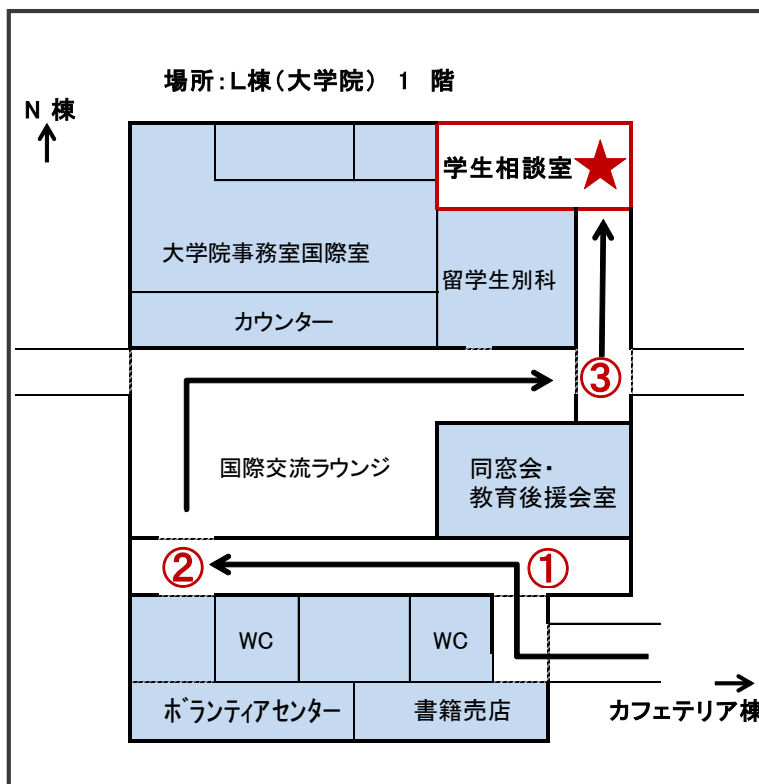 場所：L棟（大学院） 1 階
N 棟
学生相談室
大学院事務室国際室
留学生別科
カウンター
③
国際交流ラウンジ
同窓会・
教育後援会室
②
①
WC
WC
ボランティアセンター
書籍売店
カフェテリア棟